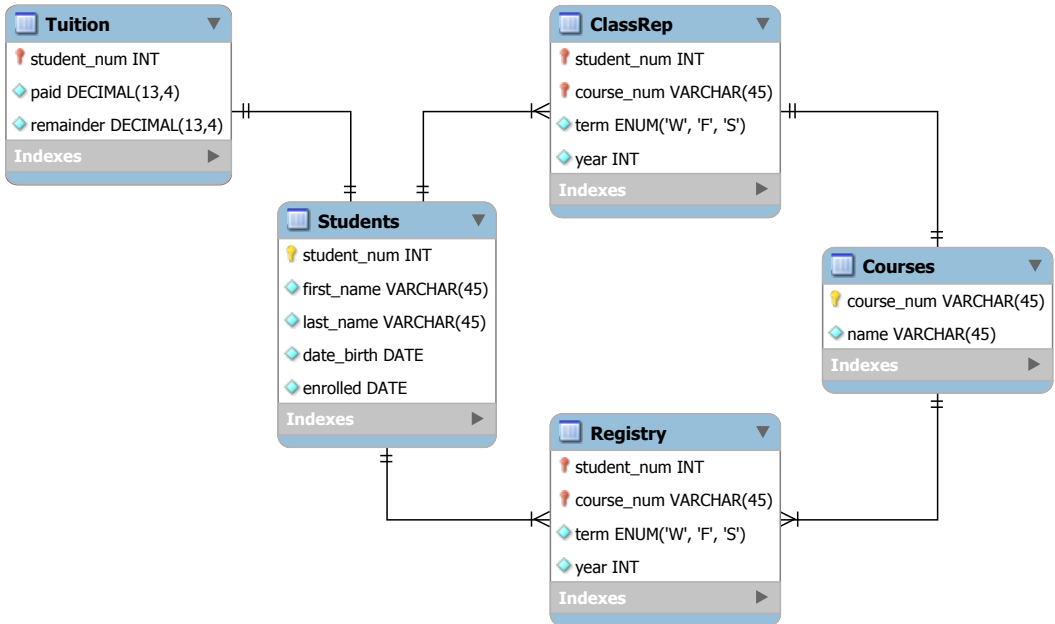 Tuition
student_num INT
paid DECIMAL(13,4)
remainder DECIMAL(13,4)
Indexes
ClassRep
student_num INT
course_num VARCHAR(45)
term ENUM('W', 'F', 'S')
year INT
Indexes
Students
student_num INT
first_name VARCHAR(45)
last_name VARCHAR(45)
date_birth DATE
enrolled DATE
Indexes
Courses
course_num VARCHAR(45)
name VARCHAR(45)
Indexes
Registry
student_num INT
course_num VARCHAR(45)
term ENUM('W', 'F', 'S')
year INT
Indexes